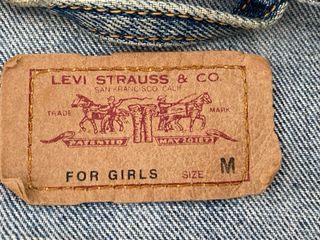 LEVI STRAUSS & CO.
SAN FRANCISCO, CALIF.
TRADE MARK
PATENTED MAY 20 1873
FOR GIRLS SIZE M